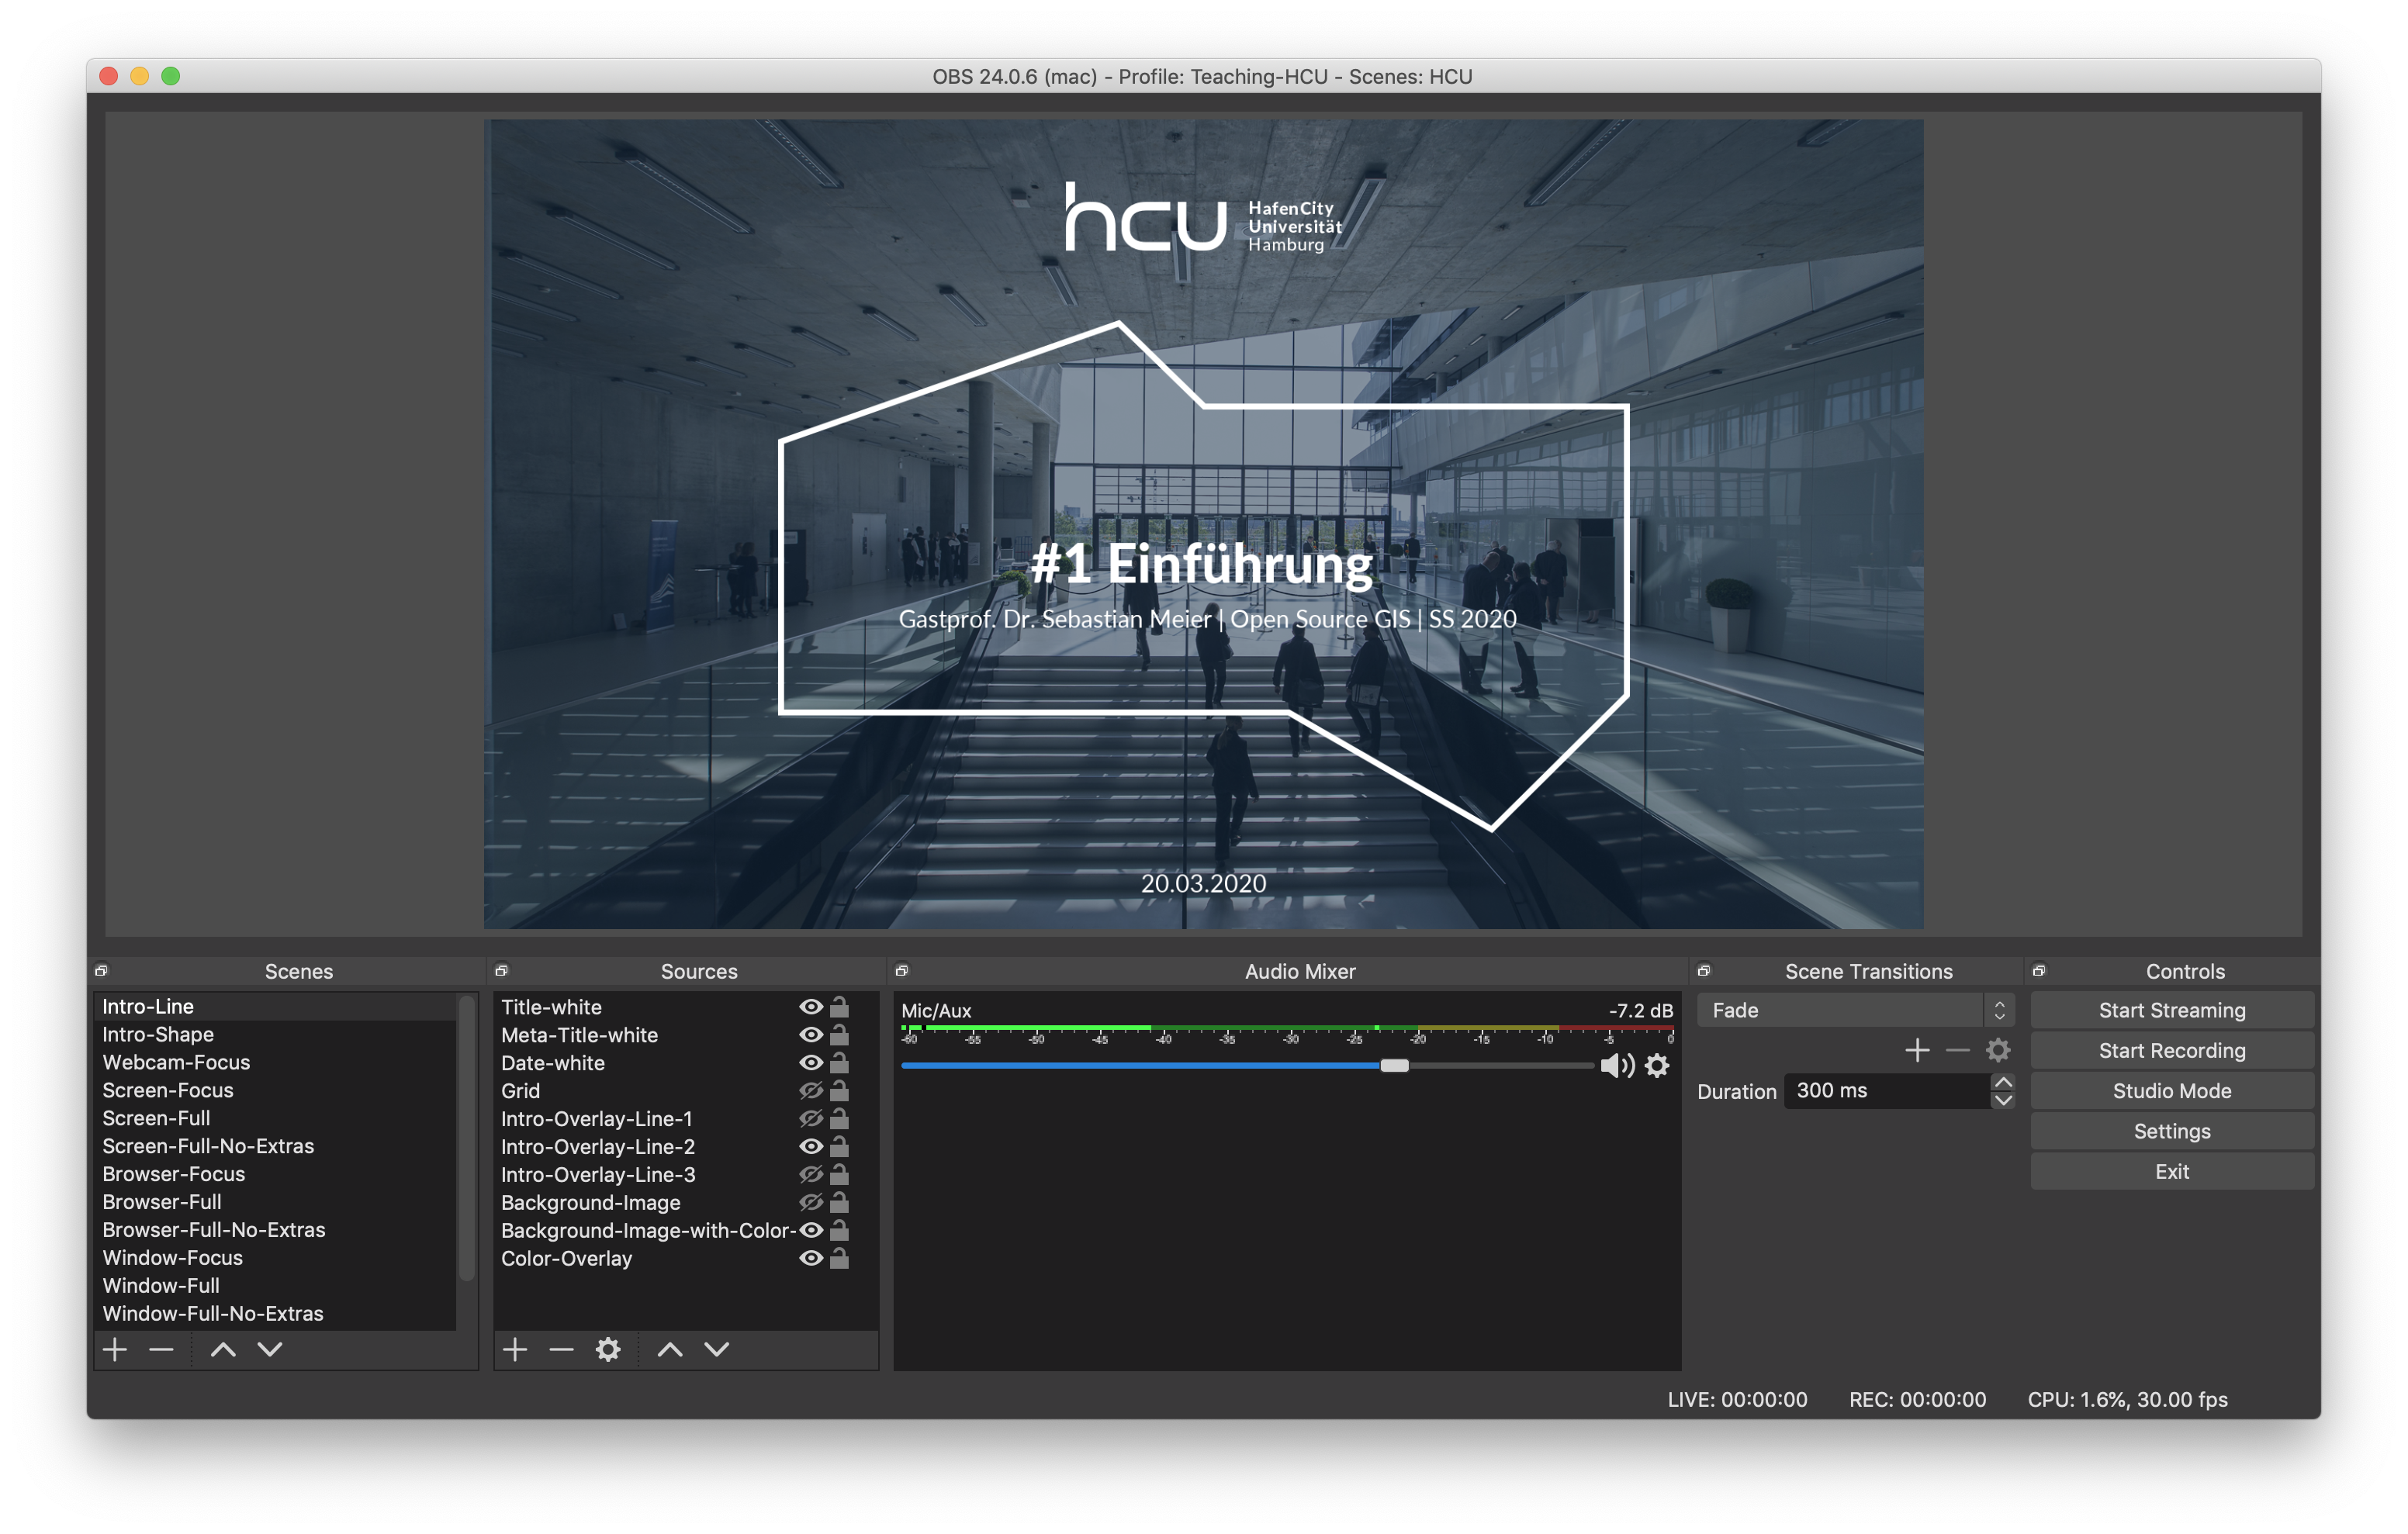 OBS 24.0.6 (mac) - Profile: Teaching-HCU - Scenes: HCU
hcu
HafenCity
Universität
Hamburg
#1 Einführung
Gastprof. Dr. Sebastian Meier | Open Source GIS | SS 2020
20.03.2020
Scenes
Intro-Line
Intro-Shape
Webcam-Focus
Screen-Focus
Screen-Full
Screen-Full-No-Extras
Browser-Focus
Browser-Full
Browser-Full-No-Extras
Window-Focus
Window-Full
Window-Full-No-Extras
Sources
Title-white
Meta-Title-white
Date-white
Grid
Intro-Overlay-Line-1
Intro-Overlay-Line-2
Intro-Overlay-Line-3
Background-Image
Background-Image-with-Color-
Color-Overlay
Audio Mixer
Mic/Aux -7.2 dB
-60 -55 -50 -45 -40 -35 -30 -25 -20 -15 -10 -5 0
Scene Transitions
Fade
Duration 300 ms
Controls
Start Streaming
Start Recording
Studio Mode
Settings
Exit
LIVE: 00:00:00 REC: 00:00:00 CPU: 1.6%, 30.00 fps